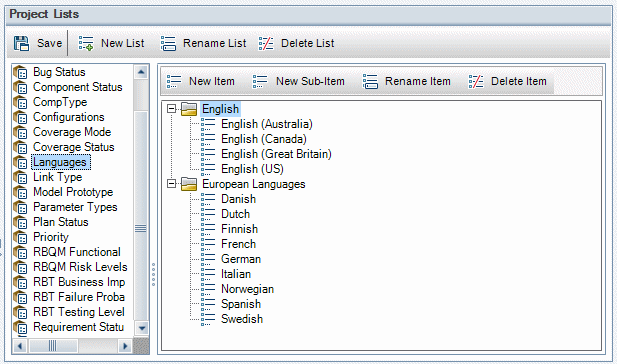 Project Lists
Save New List Rename List Delete List
Bug Status
Component Status
CompType
Configurations
Coverage Mode
Coverage Status
Languages
Link Type
Model Prototype
Parameter Types
Plan Status
Priority
RBQM Functional
RBQM Risk Levels
RBT Business Imp
RBT Failure Proba
RBT Testing Level
Requirement Statu
New Item New Sub-Item Rename Item Delete Item
English
English (Australia)
English (Canada)
English (Great Britain)
English (US)
European Languages
Danish
Dutch
Finnish
French
German
Italian
Norwegian
Spanish
Swedish